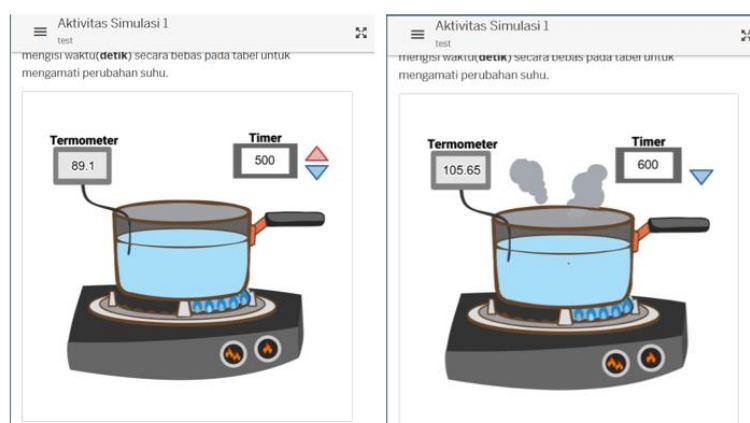 Aktivitas Simulasi 1
test
mengisi waktu(detik) secara bebas pada tabel untuk
mengamati perubahan suhu.
Termometer
89.1
Timer
500
Aktivitas Simulasi 1
test
mengisi waktu(detik) secara bebas pada tabel untuk
mengamati perubahan suhu.
Termometer
105.65
Timer
600